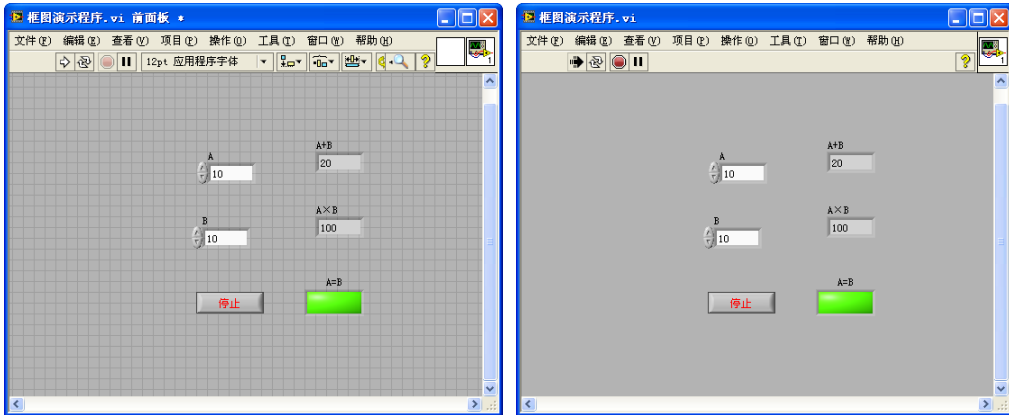 框图演示程序.vi 前面板 *
文件(F) 编辑(E) 查看(V) 项目(P) 操作(O) 工具(T) 窗口(W) 帮助(H)
12pt 应用程序字体
1
A
10
A+B
20
B
10
A×B
100
A=B
停止
框图演示程序.vi
文件(F) 编辑(E) 查看(V) 项目(P) 操作(O) 工具(T) 窗口(W) 帮助(H)
1
A
10
A+B
20
B
10
A×B
100
A=B
停止